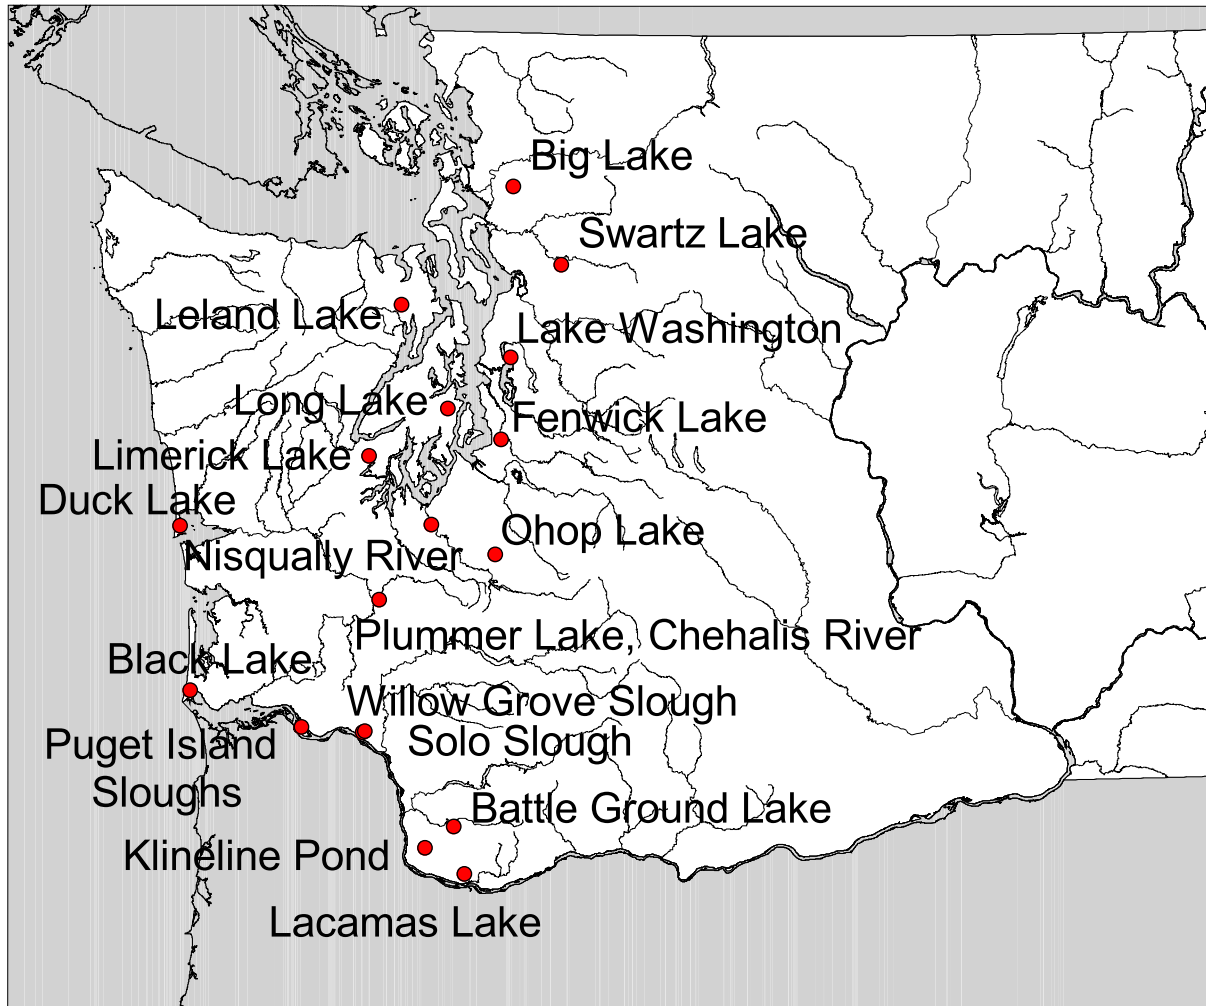 Big Lake
Swartz Lake
Leland Lake
Lake Washington
Long Lake
Fenwick Lake
Limerick Lake
Duck Lake
Ohop Lake
Nisqually River
Plummer Lake, Chehalis River
Black Lake
Willow Grove Slough
Puget Island
Sloughs
Solo Slough
Battle Ground Lake
Klineline Pond
Lacamas Lake